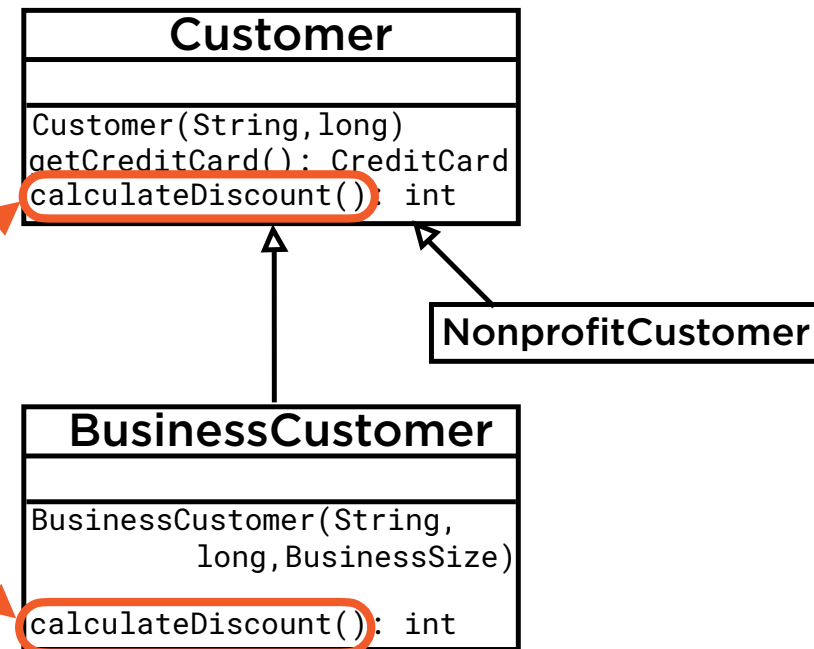 Customer
Customer(String,long)
getCreditCard(): CreditCard
calculateDiscount(): int
NonprofitCustomer
BusinessCustomer
BusinessCustomer(String,
long,BusinessSize)
calculateDiscount(): int